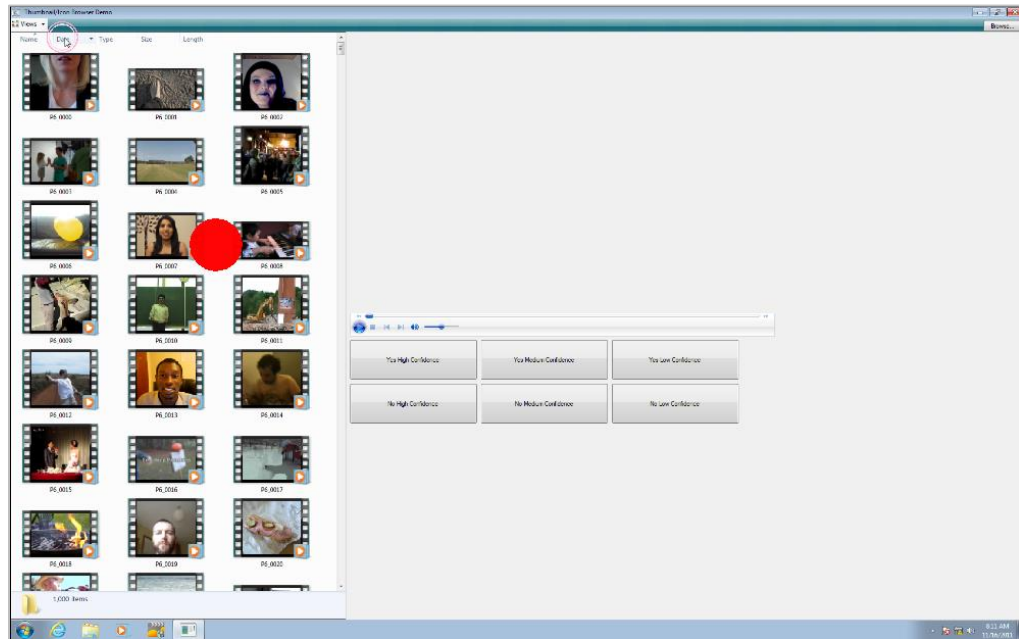 Thumbnail/Icon Browser Demo
Views
Browse...
Name Date Type Size Length
P6_0000 P6_0001 P6_0002
P6_0003 P6_0004 P6_0005
P6_0006 P6_0007 P6_0008
P6_0009 P6_0010 P6_0011
P6_0012 P6_0013 P6_0014
P6_0015 P6_0016 P6_0017
P6_0018 P6_0019 P6_0020
Yes High Confidence Yes Medium Confidence Yes Low Confidence
No High Confidence No Medium Confidence No Low Confidence
1,000 Items